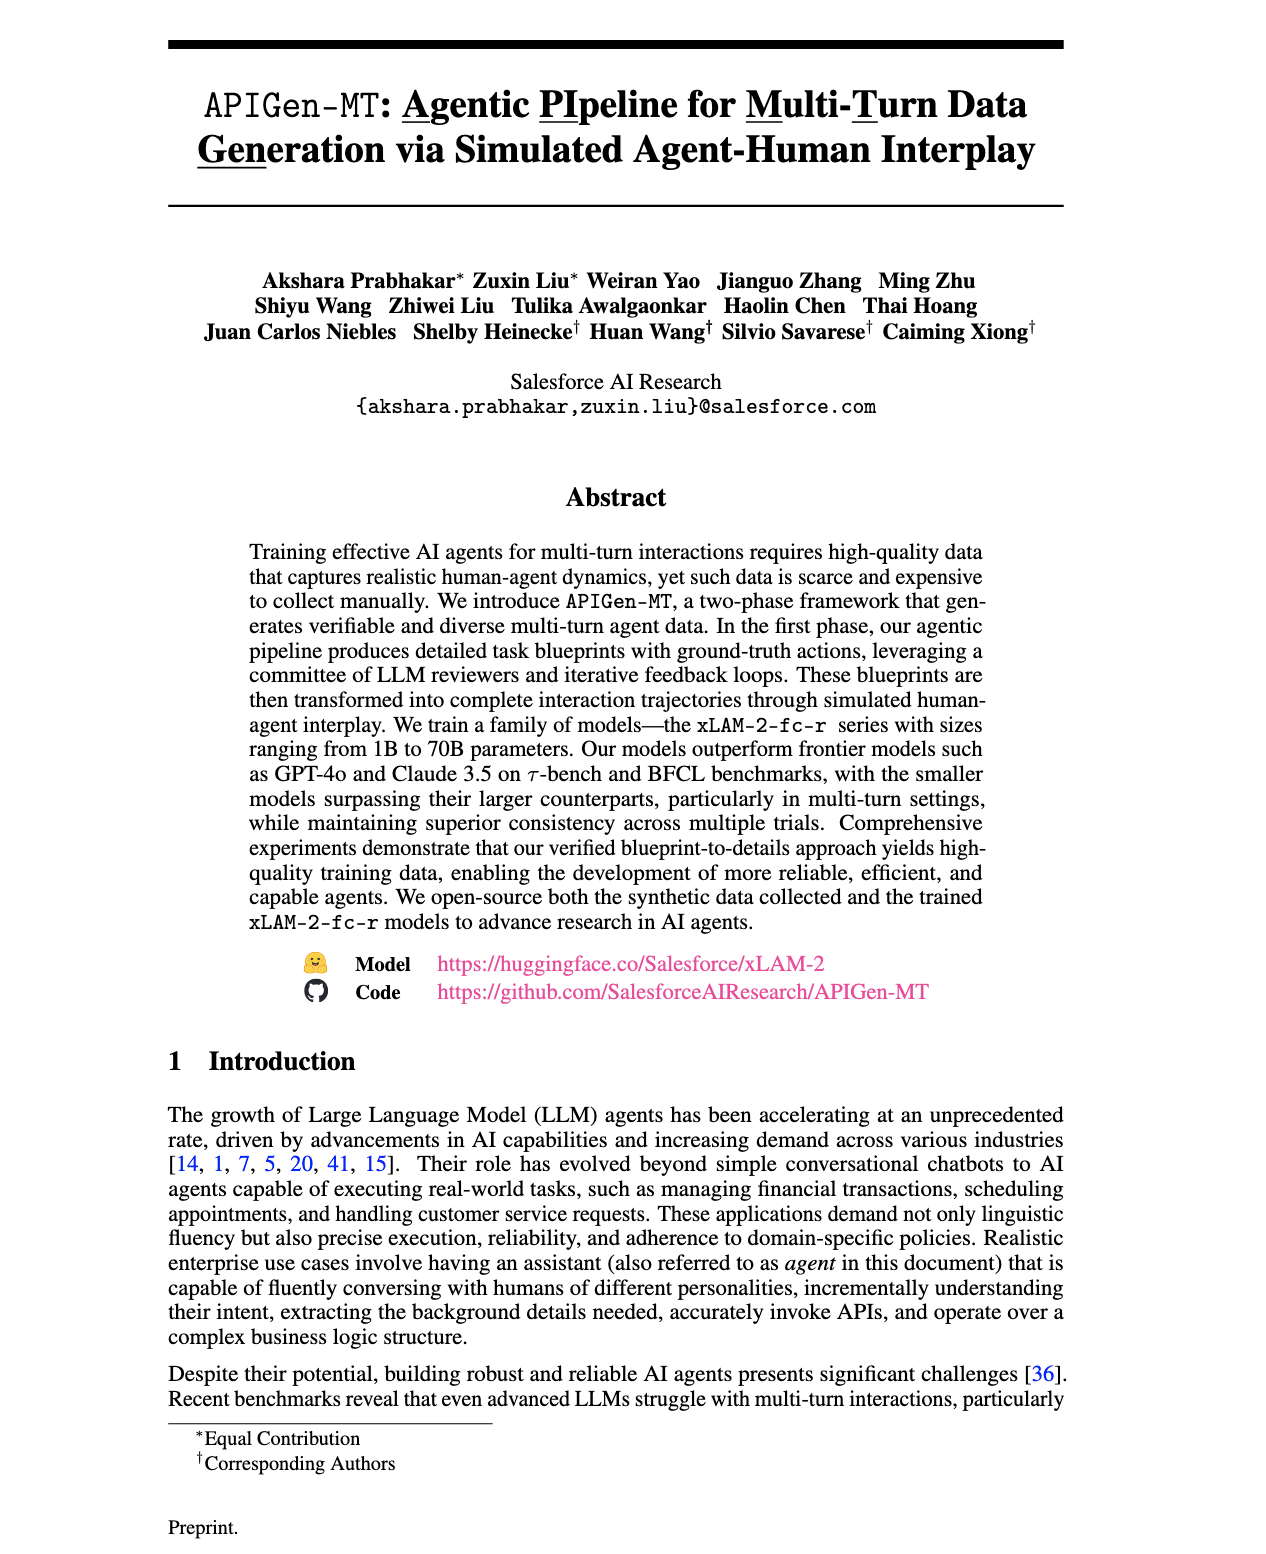 APIGen-MT: Agentic PIpeline for Multi-Turn Data
Generation via Simulated Agent-Human Interplay
Akshara Prabhakar* Zuxin Liu* Weiran Yao Jianguo Zhang Ming Zhu
Shiyu Wang Zhiwei Liu Tulika Awalgaonkar Haolin Chen Thai Hoang
Juan Carlos Niebles Shelby Heinecke† Huan Wang† Silvio Savarese† Caiming Xiong†
Salesforce AI Research
{akshara.prabhakar,zuxin.liu}@salesforce.com
Abstract
Training effective AI agents for multi-turn interactions requires high-quality data
that captures realistic human-agent dynamics, yet such data is scarce and expensive
to collect manually. We introduce APIGen-MT, a two-phase framework that gen-
erates verifiable and diverse multi-turn agent data. In the first phase, our agentic
pipeline produces detailed task blueprints with ground-truth actions, leveraging a
committee of LLM reviewers and iterative feedback loops. These blueprints are
then transformed into complete interaction trajectories through simulated human-
agent interplay. We train a family of models—the xLAM-2-fc-r series with sizes
ranging from 1B to 70B parameters. Our models outperform frontier models such
as GPT-4o and Claude 3.5 on τ-bench and BFCL benchmarks, with the smaller
models surpassing their larger counterparts, particularly in multi-turn settings,
while maintaining superior consistency across multiple trials. Comprehensive
experiments demonstrate that our verified blueprint-to-details approach yields high-
quality training data, enabling the development of more reliable, efficient, and
capable agents. We open-source both the synthetic data collected and the trained
xLAM-2-fc-r models to advance research in AI agents.
Model https://huggingface.co/Salesforce/xLAM-2
Code https://github.com/SalesforceAIResearch/APIGen-MT
1 Introduction
The growth of Large Language Model (LLM) agents has been accelerating at an unprecedented
rate, driven by advancements in AI capabilities and increasing demand across various industries
[14, 1, 7, 5, 20, 41, 15]. Their role has evolved beyond simple conversational chatbots to AI
agents capable of executing real-world tasks, such as managing financial transactions, scheduling
appointments, and handling customer service requests. These applications demand not only linguistic
fluency but also precise execution, reliability, and adherence to domain-specific policies. Realistic
enterprise use cases involve having an assistant (also referred to as agent in this document) that is
capable of fluently conversing with humans of different personalities, incrementally understanding
their intent, extracting the background details needed, accurately invoke APIs, and operate over a
complex business logic structure.
Despite their potential, building robust and reliable AI agents presents significant challenges [36].
Recent benchmarks reveal that even advanced LLMs struggle with multi-turn interactions, particularly
*Equal Contribution
†Corresponding Authors
Preprint.